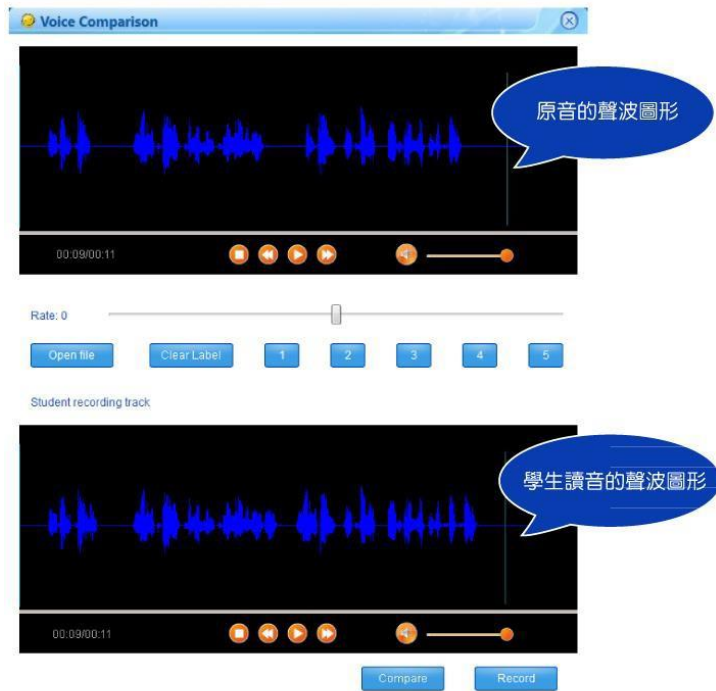 Voice Comparison
原音的聲波圖形
00:09/00:11
Rate: 0
Open file
Clear Label
1
2
3
4
5
Student recording track
學生讀音的聲波圖形
00:09/00:11
Compare
Record